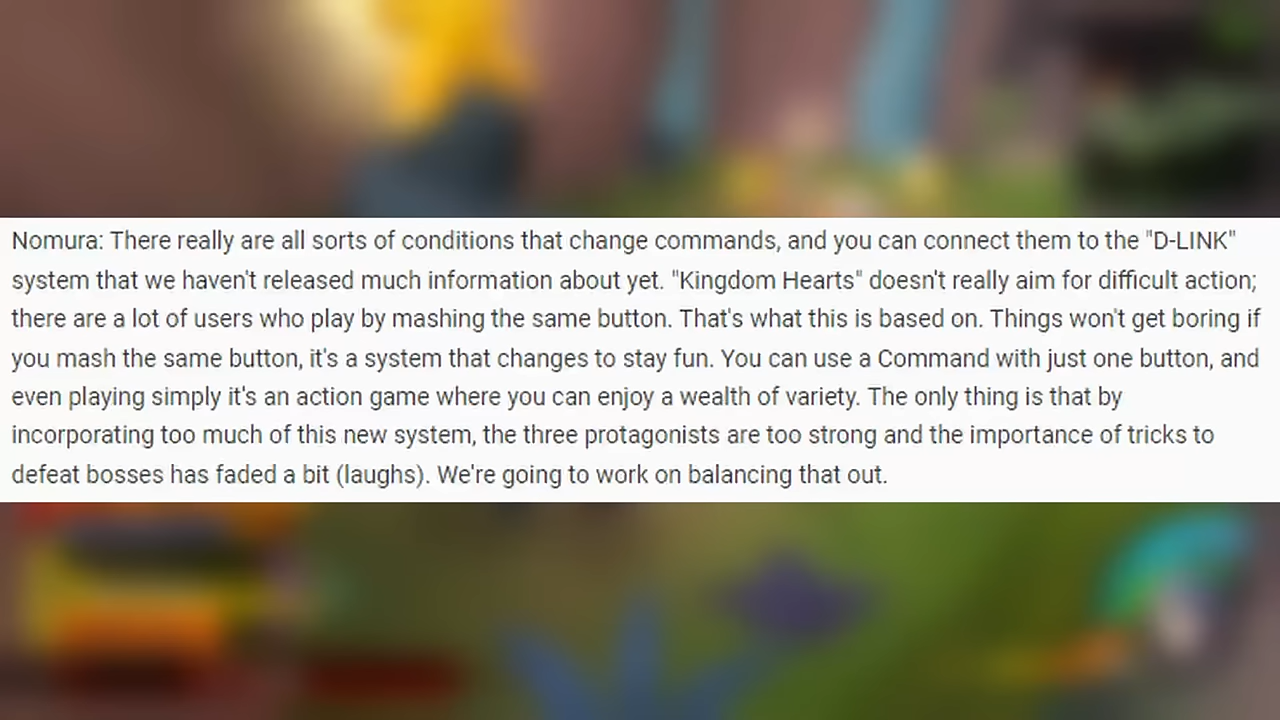 Nomura: There really are all sorts of conditions that change commands, and you can connect them to the "D-LINK"
system that we haven't released much information about yet. "Kingdom Hearts" doesn't really aim for difficult action;
there are a lot of users who play by mashing the same button. That's what this is based on. Things won't get boring if
you mash the same button, it's a system that changes to stay fun. You can use a Command with just one button, and
even playing simply it's an action game where you can enjoy a wealth of variety. The only thing is that by
incorporating too much of this new system, the three protagonists are too strong and the importance of tricks to
defeat bosses has faded a bit (laughs). We're going to work on balancing that out.